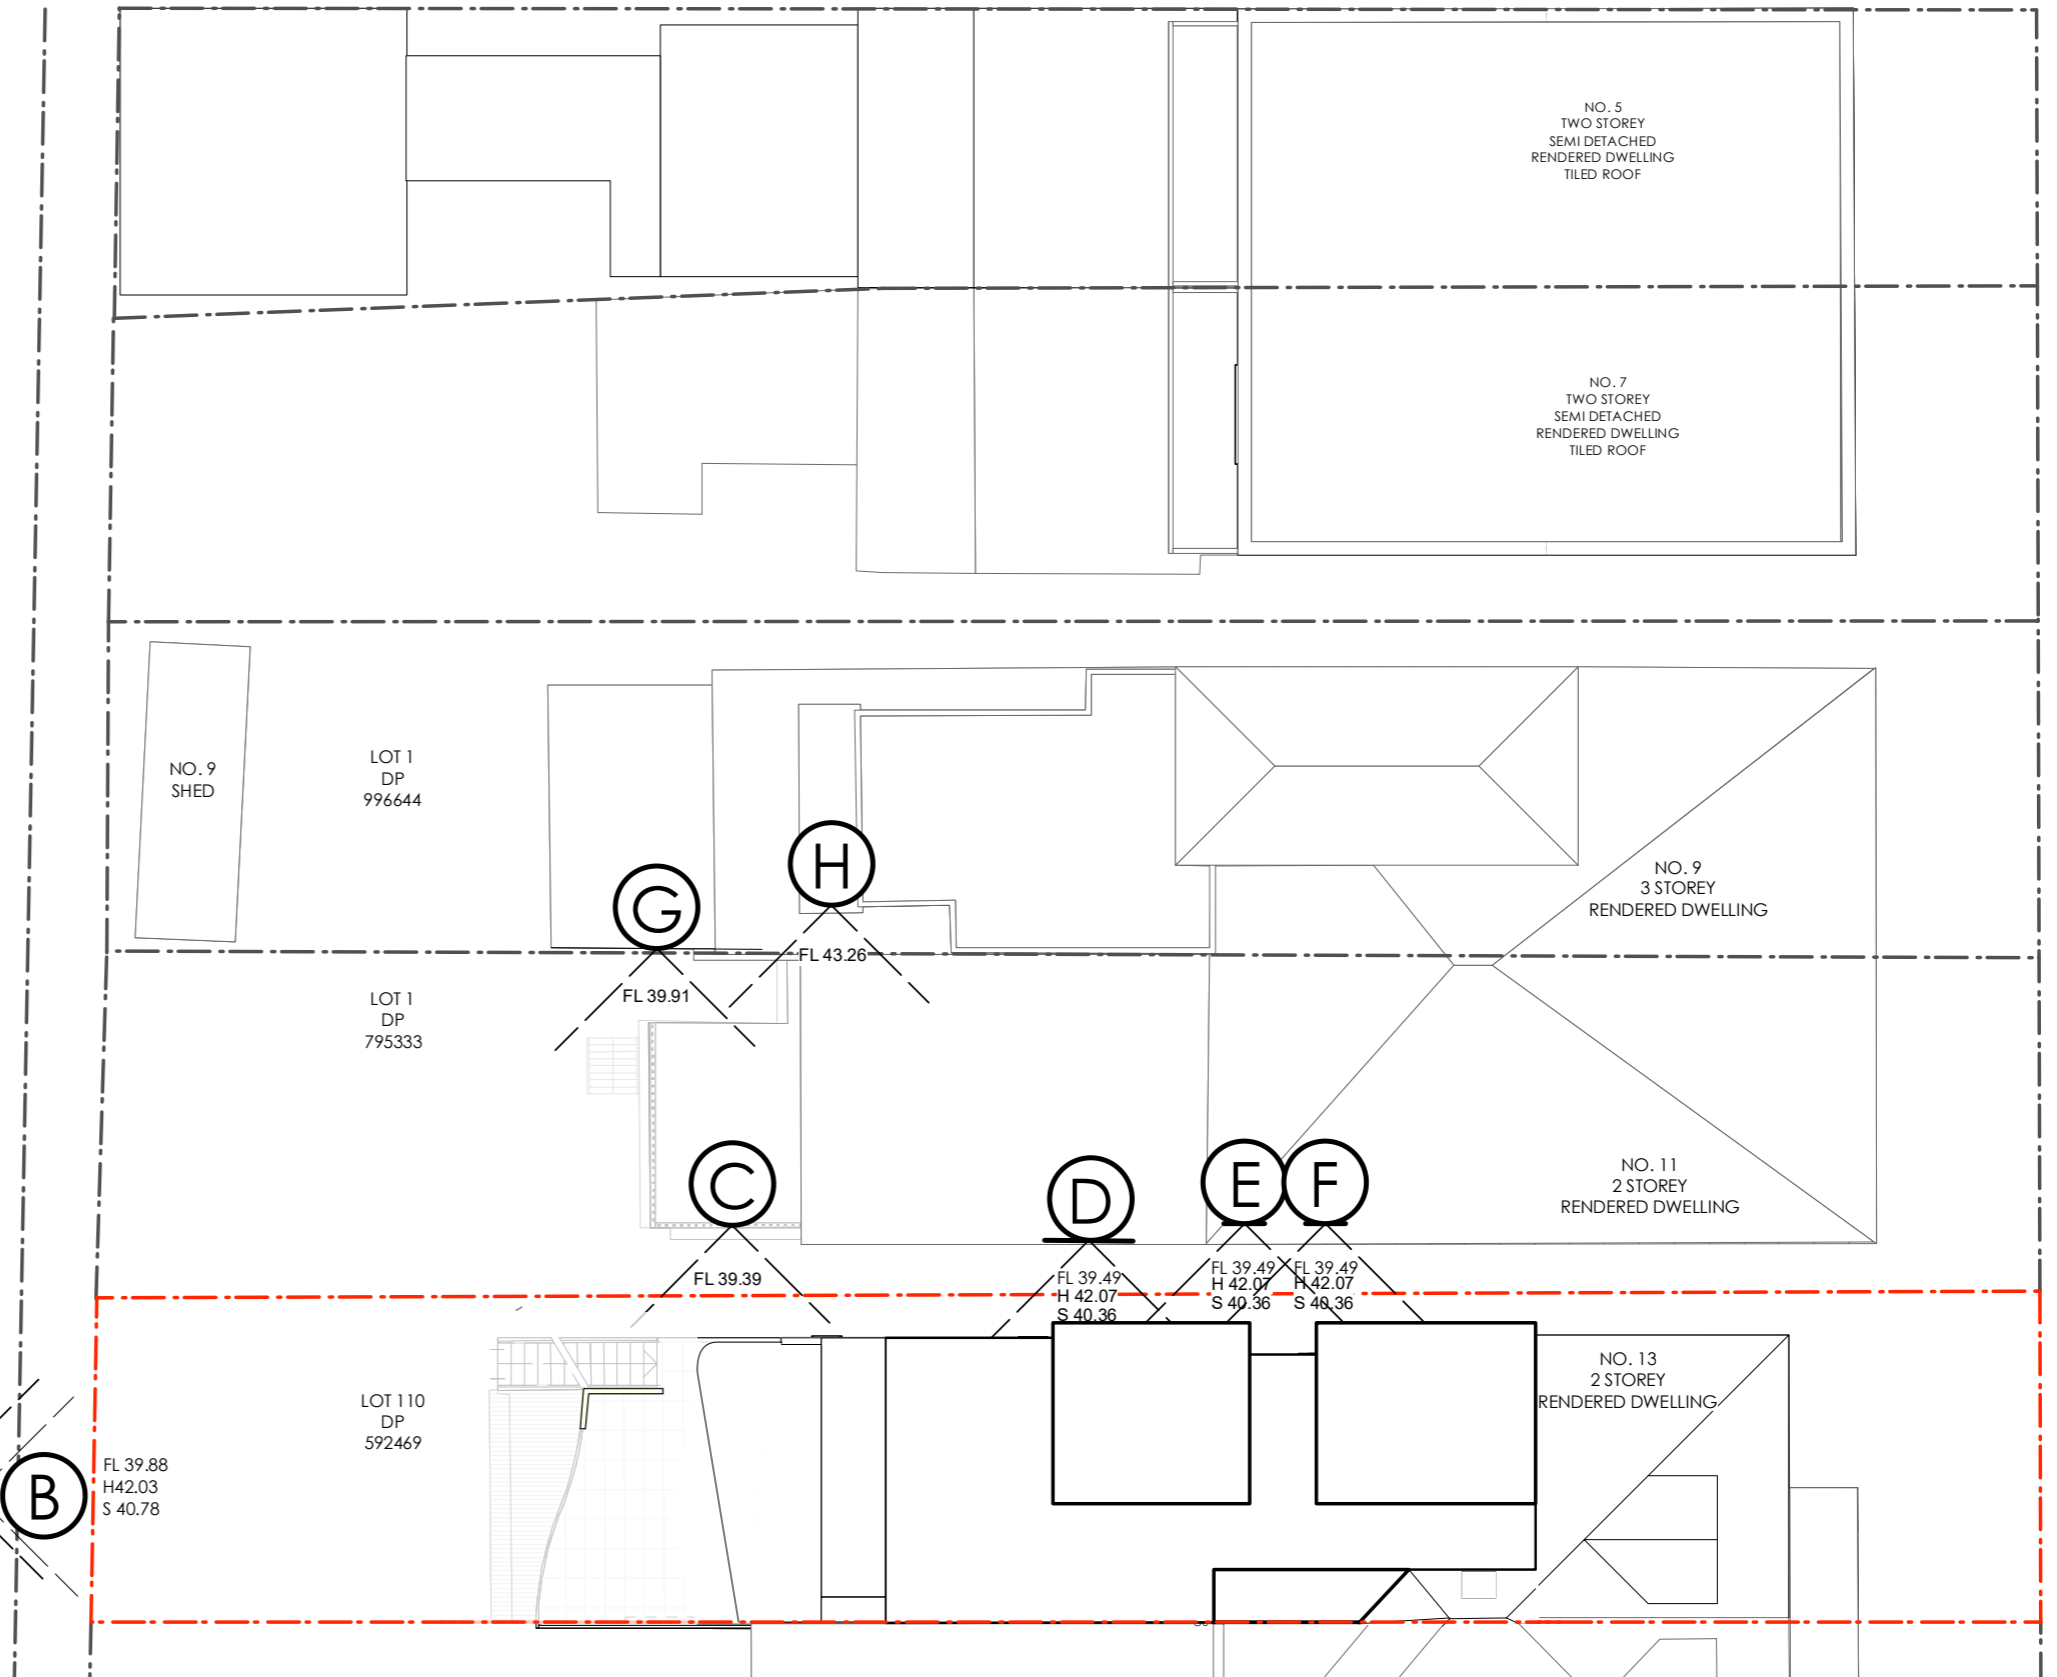 NO. 5
TWO STOREY
SEMI DETACHED
RENDERED DWELLING
TILED ROOF
NO. 7
TWO STOREY
SEMI DETACHED
RENDERED DWELLING
TILED ROOF
NO. 9
SHED
LOT 1
DP
996644
H
G
NO. 9
3 STOREY
RENDERED DWELLING
FL 43.26
FL 39.91
LOT 1
DP
795333
C
D
E
F
NO. 11
2 STOREY
RENDERED DWELLING
FL 39.39
FL 39.49
H 42.07
S 40.36
FL 39.49
H 42.07
S 40.36
FL 39.49
H 42.07
S 40.36
NO. 13
2 STOREY
RENDERED DWELLING
LOT 110
DP
592469
B
FL 39.88
H42.03
S 40.78